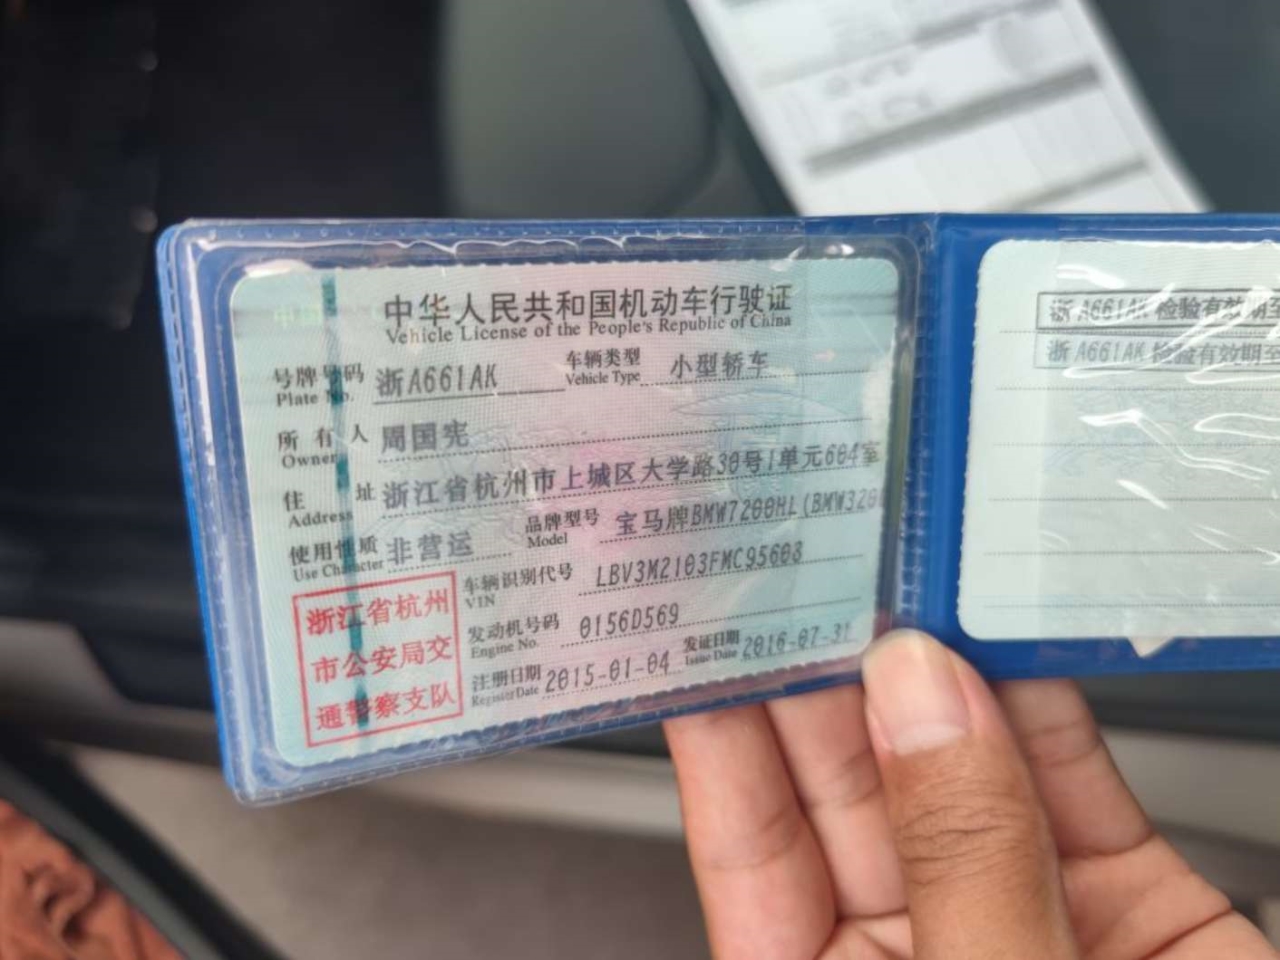 中华人民共和国机动车行驶证
Vehicle License of the People's Republic of China
号牌号码 浙A661AK 车辆类型 小型轿车
Plate No. Vehicle Type
所有人 周国宪
Owner
住址 浙江省杭州市上城区大学路30号1单元604室
Address
使用性质 非营运 品牌型号 宝马牌BMW7200HL(BMW320
Use Character Model
车辆识别代号 LBV3M2103FMC95603
VIN
发动机号码 0156D569
Engine No.
注册日期 2015-01-04 发证日期 2016-07-31
Register Date Issue Date
浙江省杭州
市公安局交
通警察支队
浙A661AK 检验有效期至
浙A661AK 检验有效期至